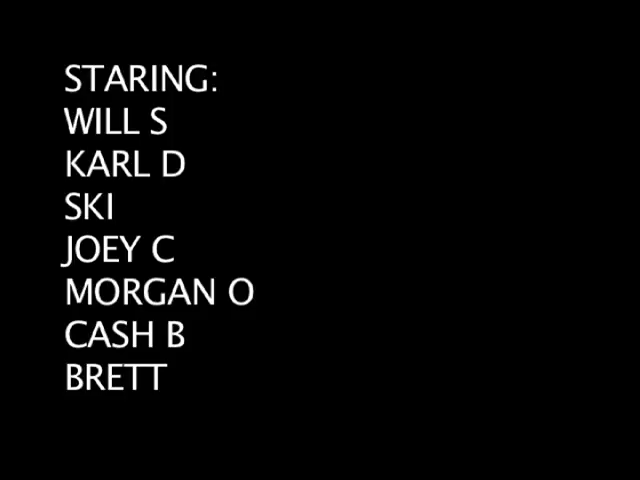 STARING:
WILL S
KARL D
SKI
JOEY C
MORGAN O
CASH B
BRETT